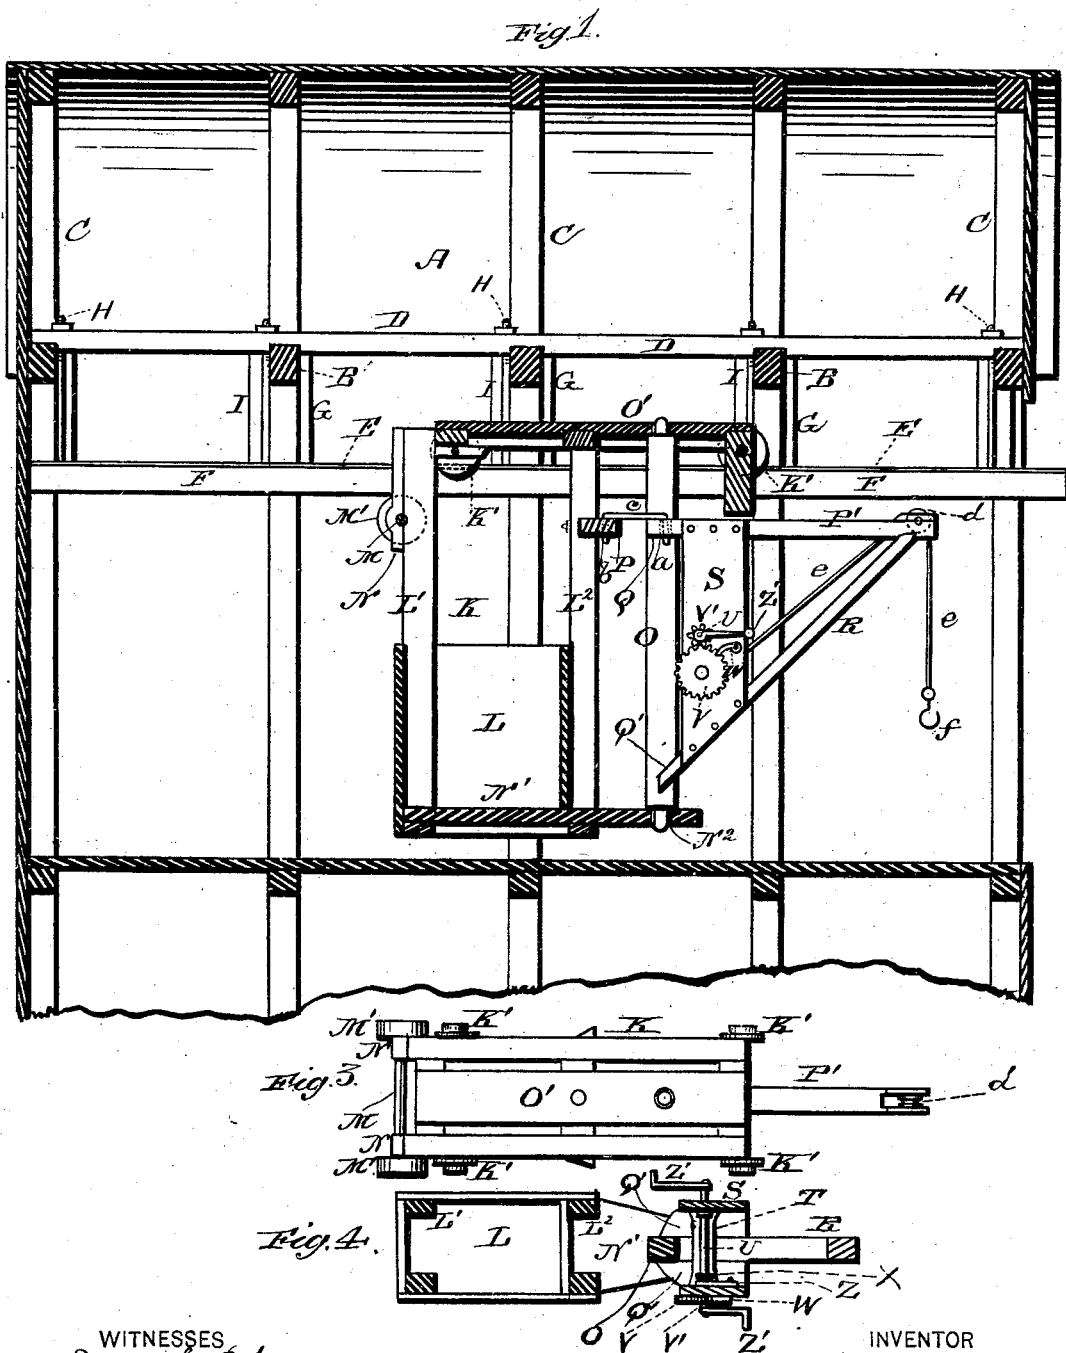 Fig.1.
C
C
C
A
H
H
H
D
D
B
B
I
G
G
I
G
E
E
O'
F
F
K'
K'
M'
M
N
L'
K
L²
c
b
P
Q
a
P'
d
S
e
e
V'
U
Z'
O
R
W
V
f
L
Q'
N'
N²
M'
K'
K
K'
N
Fig.3.
P'
d
O'
M
N
M'
K'
K'
Z'
Q'
S
T
L'
L²
R
Fig.4.
L
N'
U
X
Z
Q'
W
O
V
V'
Z'
WITNESSES
INVENTOR